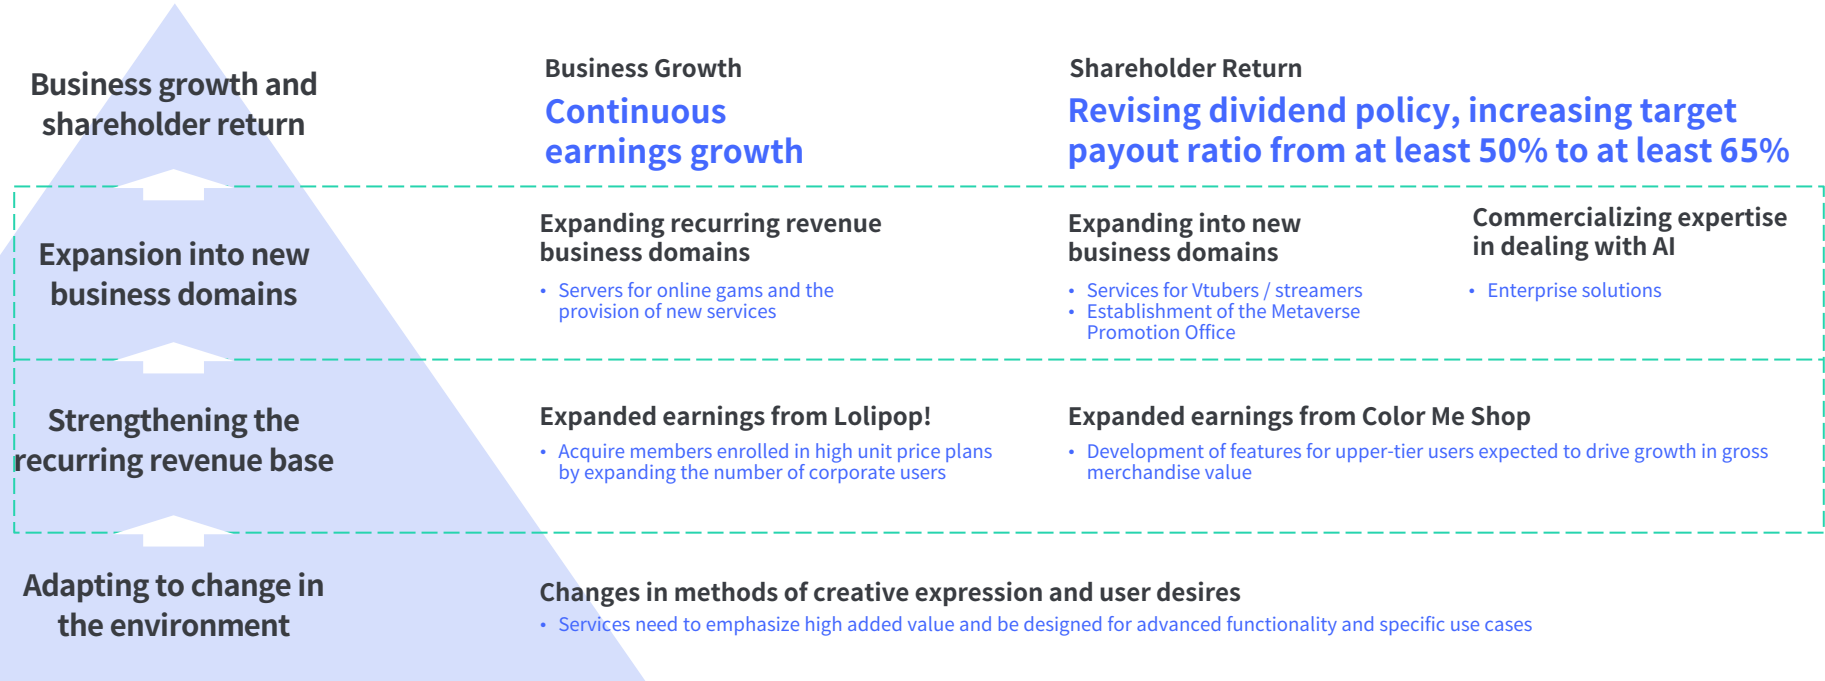 Business growth and
shareholder return
Business Growth
Continuous
earnings growth
Shareholder Return
Revising dividend policy, increasing target
payout ratio from at least 50% to at least 65%
Expansion into new
business domains
Expanding recurring revenue
business domains
• Servers for online gams and the
provision of new services
Expanding into new
business domains
• Services for Vtubers / streamers
• Establishment of the Metaverse
Promotion Office
Commercializing expertise
in dealing with AI
• Enterprise solutions
Strengthening the
recurring revenue base
Expanded earnings from Lolipop!
• Acquire members enrolled in high unit price plans
by expanding the number of corporate users
Expanded earnings from Color Me Shop
• Development of features for upper-tier users expected to drive growth in gross
merchandise value
Adapting to change in
the environment
Changes in methods of creative expression and user desires
• Services need to emphasize high added value and be designed for advanced functionality and specific use cases